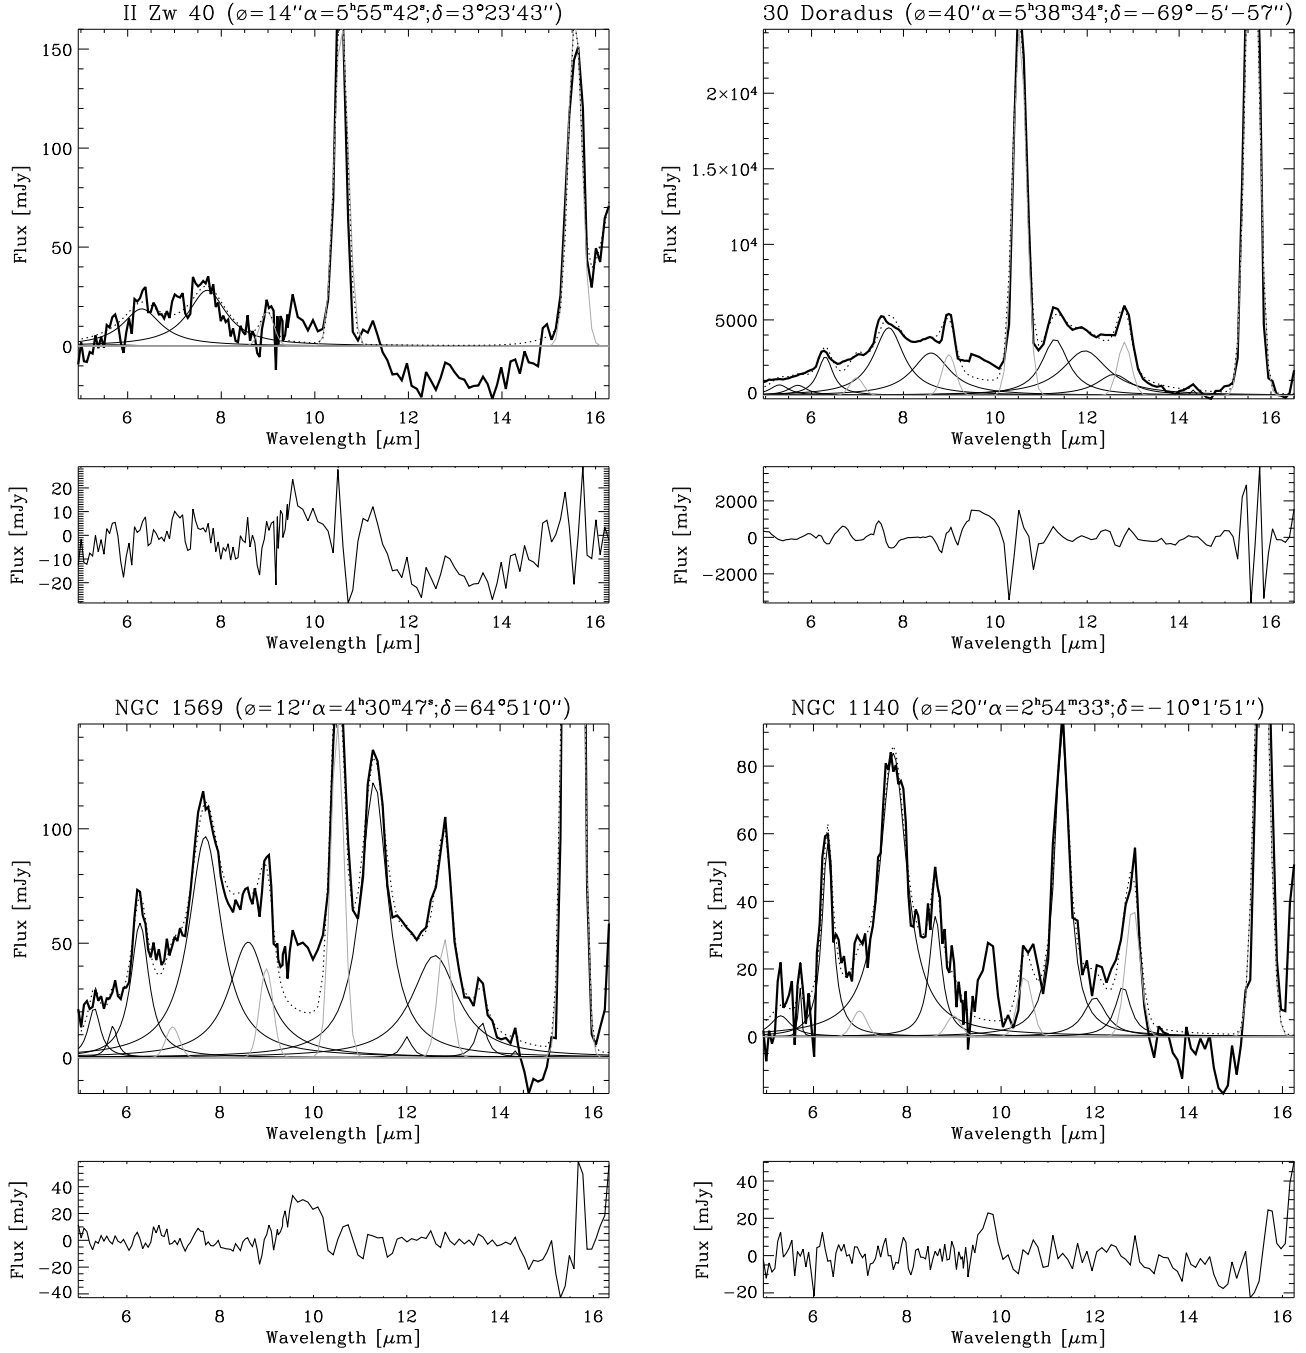 II Zw 40 (⌀=14″α=5ʰ55ᵐ42ˢ;δ=3°23′43″)
150
100
50
0
Flux [mJy]
6 8 10 12 14 16
Wavelength [μm]
20
10
0
−10
−20
Flux [mJy]
6 8 10 12 14 16
Wavelength [μm]
30 Doradus (⌀=40″α=5ʰ38ᵐ34ˢ;δ=−69°−5′−57″)
2×10⁴
1.5×10⁴
10⁴
5000
0
Flux [mJy]
6 8 10 12 14 16
Wavelength [μm]
2000
0
−2000
Flux [mJy]
6 8 10 12 14 16
Wavelength [μm]
NGC 1569 (⌀=12″α=4ʰ30ᵐ47ˢ;δ=64°51′0″)
100
50
0
Flux [mJy]
6 8 10 12 14 16
Wavelength [μm]
40
20
0
−20
−40
Flux [mJy]
6 8 10 12 14 16
Wavelength [μm]
NGC 1140 (⌀=20″α=2ʰ54ᵐ33ˢ;δ=−10°1′51″)
80
60
40
20
0
Flux [mJy]
6 8 10 12 14 16
Wavelength [μm]
40
20
0
−20
Flux [mJy]
6 8 10 12 14 16
Wavelength [μm]